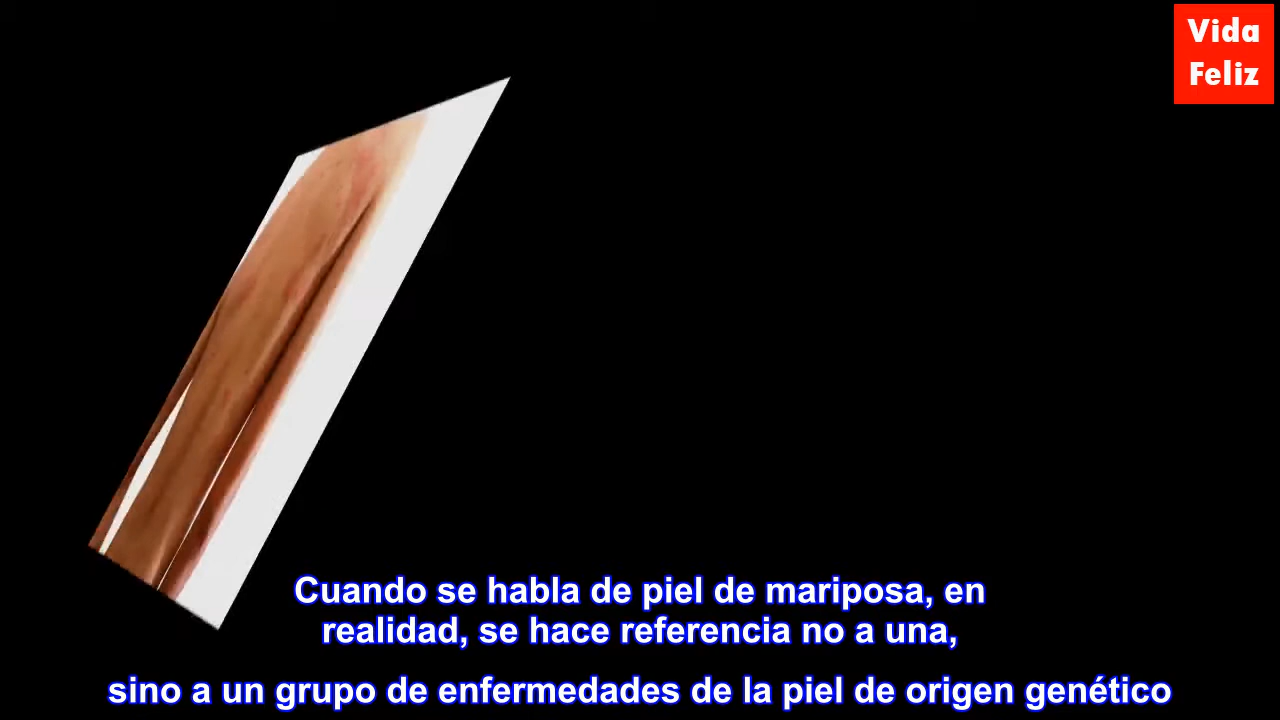 Vida
Feliz
Cuando se habla de piel de mariposa, en
realidad, se hace referencia no a una,
sino a un grupo de enfermedades de la piel de origen genético